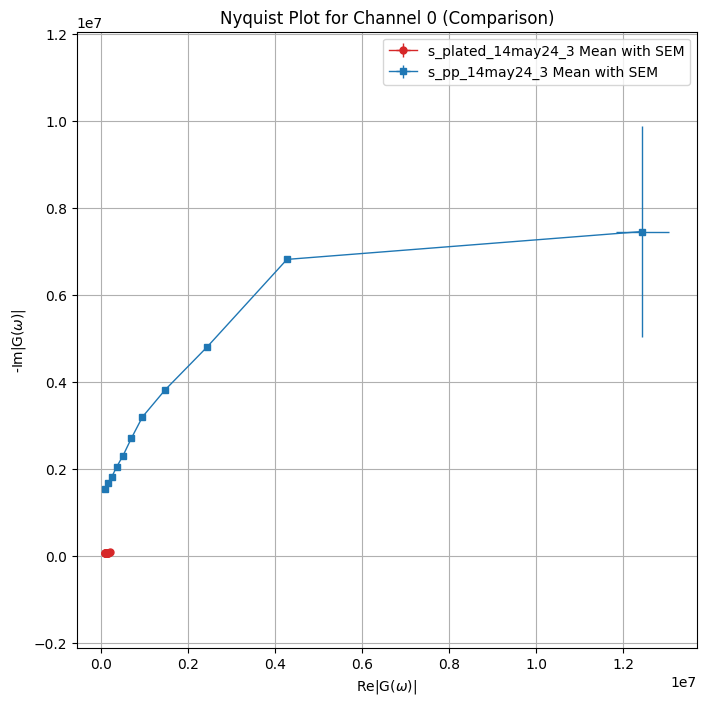 Nyquist Plot for Channel 0 (Comparison)
1e7
s_plated_14may24_3 Mean with SEM
s_pp_14may24_3 Mean with SEM
1.2
1.0
0.8
0.6
0.4
0.2
0.0
−0.2
-Im|G(ω)|
0.0 0.2 0.4 0.6 0.8 1.0 1.2
1e7
Re|G(ω)|